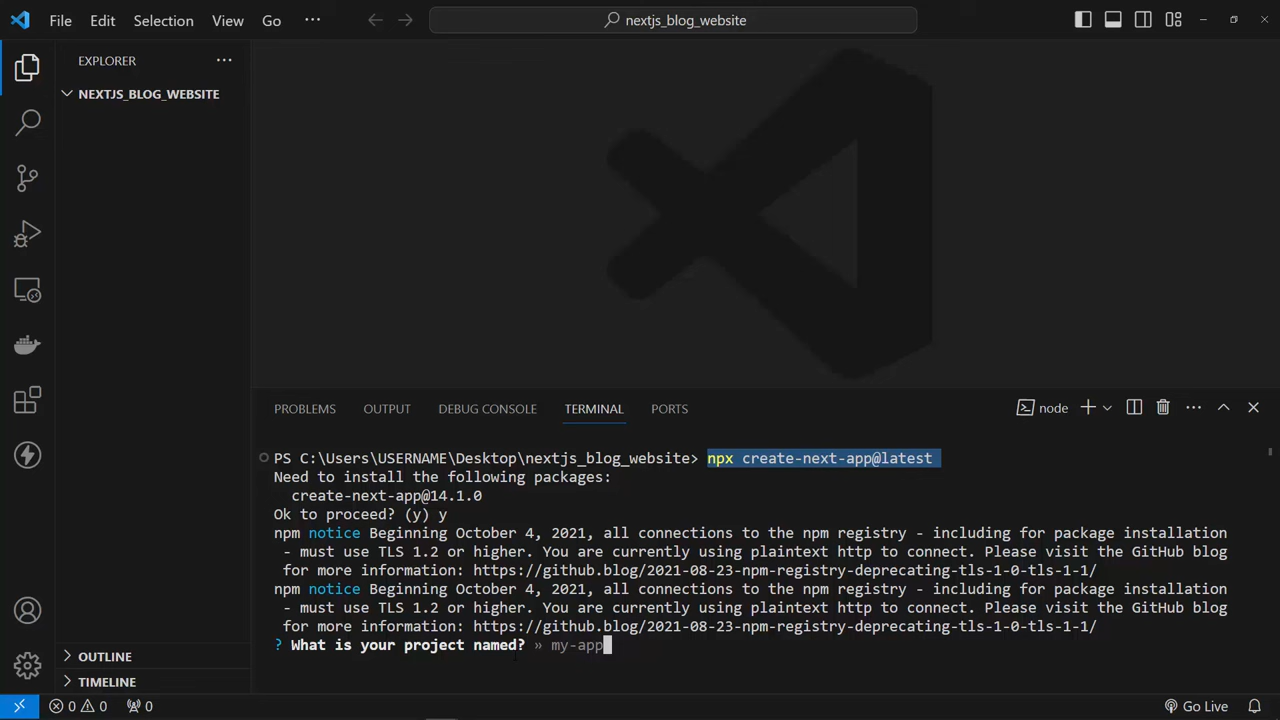 File Edit Selection View Go ···
nextjs_blog_website
EXPLORER ···
NEXTJS_BLOG_WEBSITE
PROBLEMS OUTPUT DEBUG CONSOLE TERMINAL PORTS
node
PS C:\Users\USERNAME\Desktop\nextjs_blog_website> npx create-next-app@latest
Need to install the following packages:
create-next-app@14.1.0
Ok to proceed? (y) y
npm notice Beginning October 4, 2021, all connections to the npm registry - including for package installation
- must use TLS 1.2 or higher. You are currently using plaintext http to connect. Please visit the GitHub blog
for more information: https://github.blog/2021-08-23-npm-registry-deprecating-tls-1-0-tls-1-1/
npm notice Beginning October 4, 2021, all connections to the npm registry - including for package installation
- must use TLS 1.2 or higher. You are currently using plaintext http to connect. Please visit the GitHub blog
for more information: https://github.blog/2021-08-23-npm-registry-deprecating-tls-1-0-tls-1-1/
? What is your project named? » my-app
OUTLINE
TIMELINE
0 0 0 Go Live